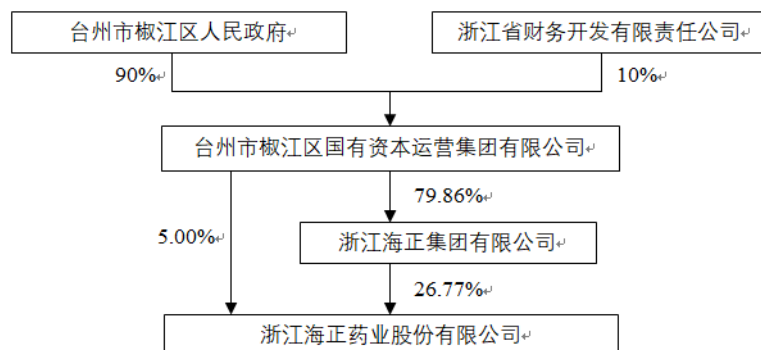 台州市椒江区人民政府
浙江省财务开发有限责任公司
90%
10%
台州市椒江区国有资本运营集团有限公司
79.86%
5.00%
浙江海正集团有限公司
26.77%
浙江海正药业股份有限公司